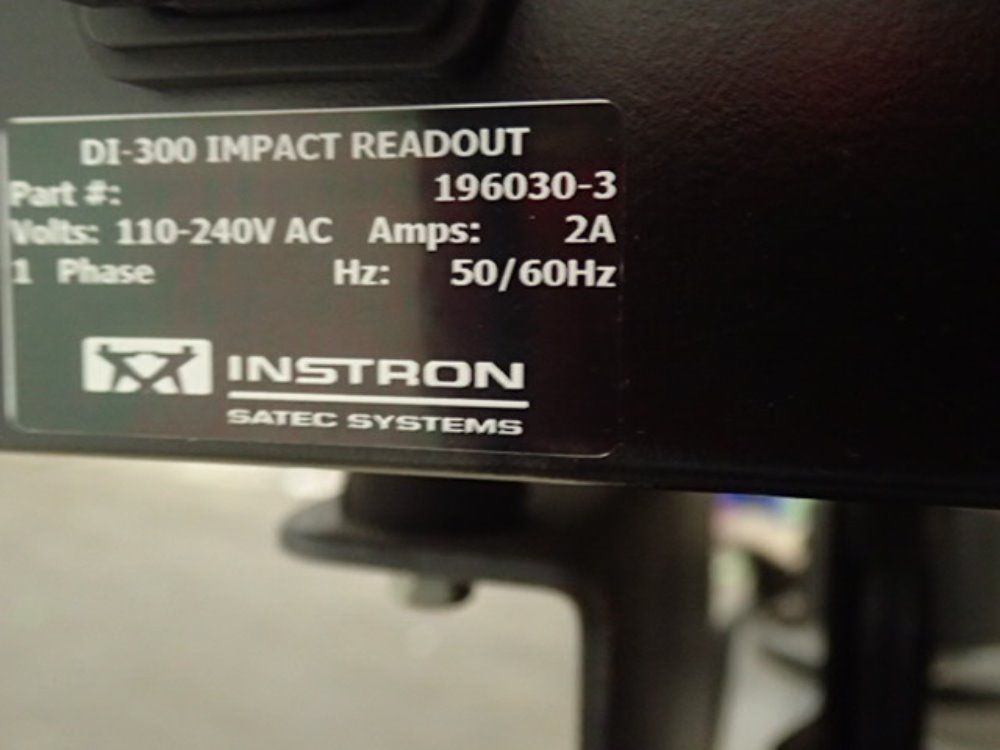 DI-300 IMPACT READOUT
Part #: 196030-3
Volts: 110-240V AC Amps: 2A
1 Phase Hz: 50/60Hz
INSTRON
SATEC SYSTEMS